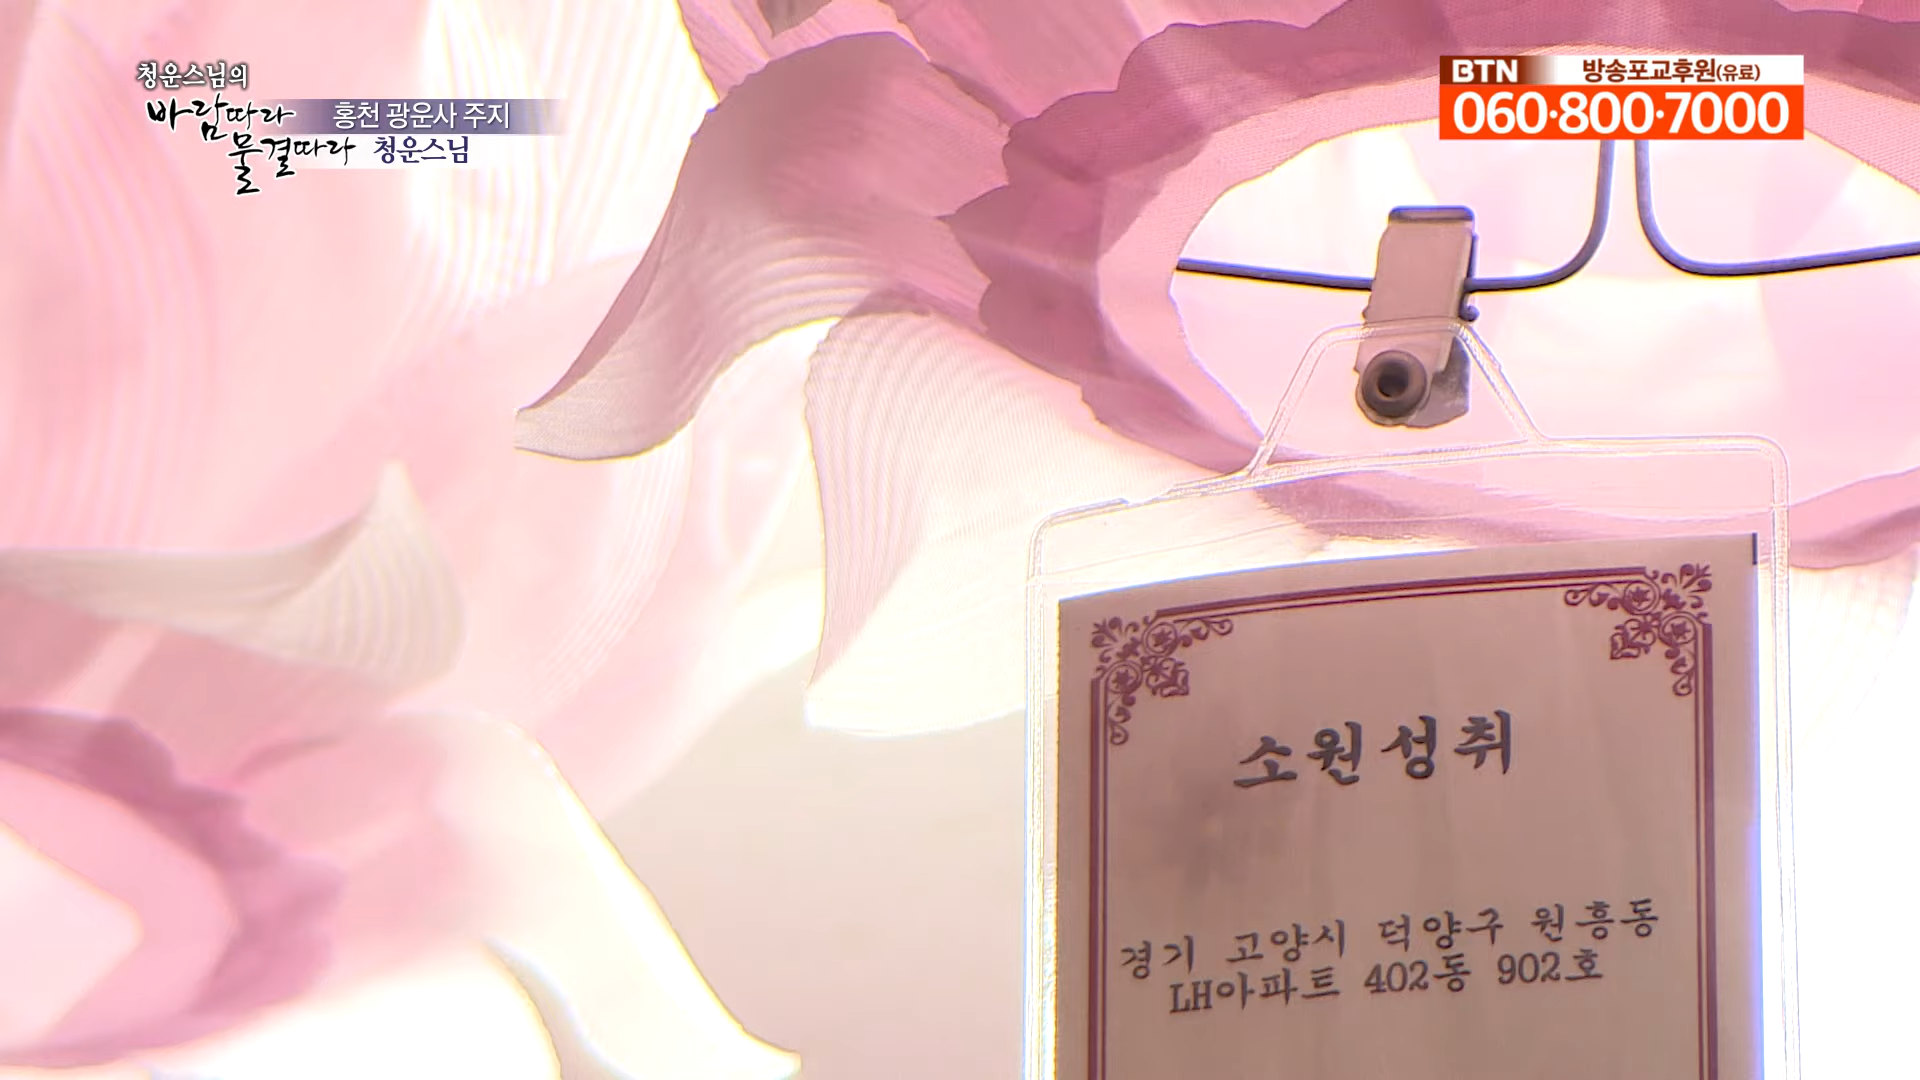 청운스님의
바람따라
물결따라
홍천 광운사 주지
청운스님
BTN 방송포교후원(유료)
060·800·7000
소원성취
경기 고양시 덕양구 원흥동
LH아파트 402동 902호